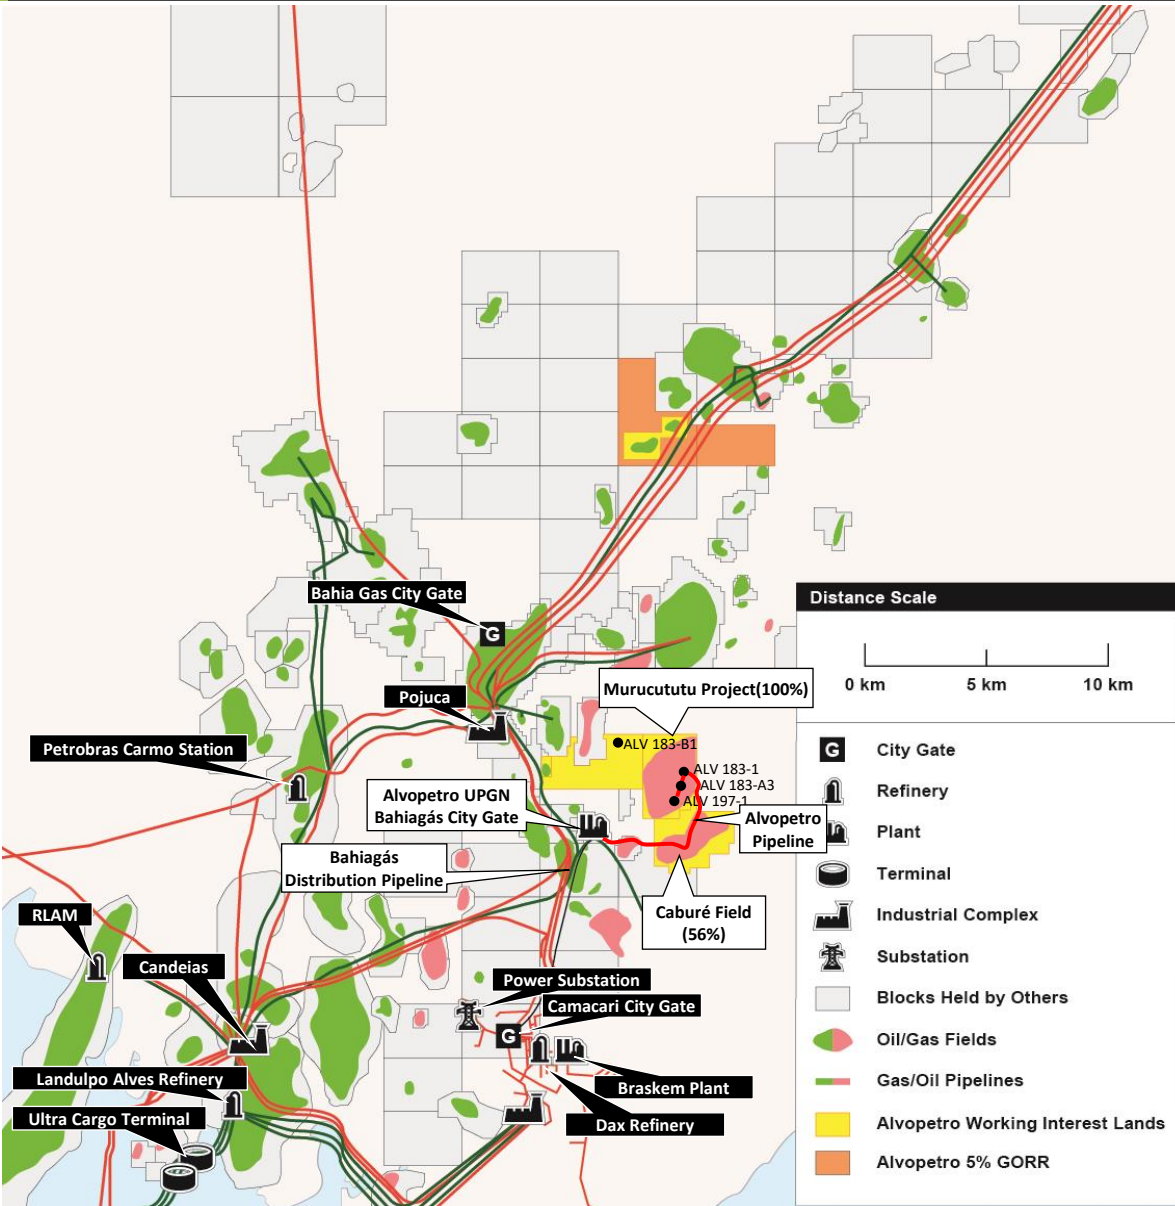 Bahia Gas City Gate
G
Pojuca
Petrobras Carmo Station
Murucututu Project(100%)
ALV 183-B1
ALV 183-1
ALV 183-A3
ALV 197-1
Alvopetro UPGN
Bahiagás City Gate
Alvopetro
Pipeline
Bahiagás
Distribution Pipeline
Caburé Field
(56%)
RLAM
Candeias
Power Substation
Camacari City Gate
G
Landulpo Alves Refinery
Braskem Plant
Ultra Cargo Terminal
Dax Refinery
Distance Scale
0 km
5 km
10 km
G
City Gate
Refinery
Plant
Terminal
Industrial Complex
Substation
Blocks Held by Others
Oil/Gas Fields
Gas/Oil Pipelines
Alvopetro Working Interest Lands
Alvopetro 5% GORR